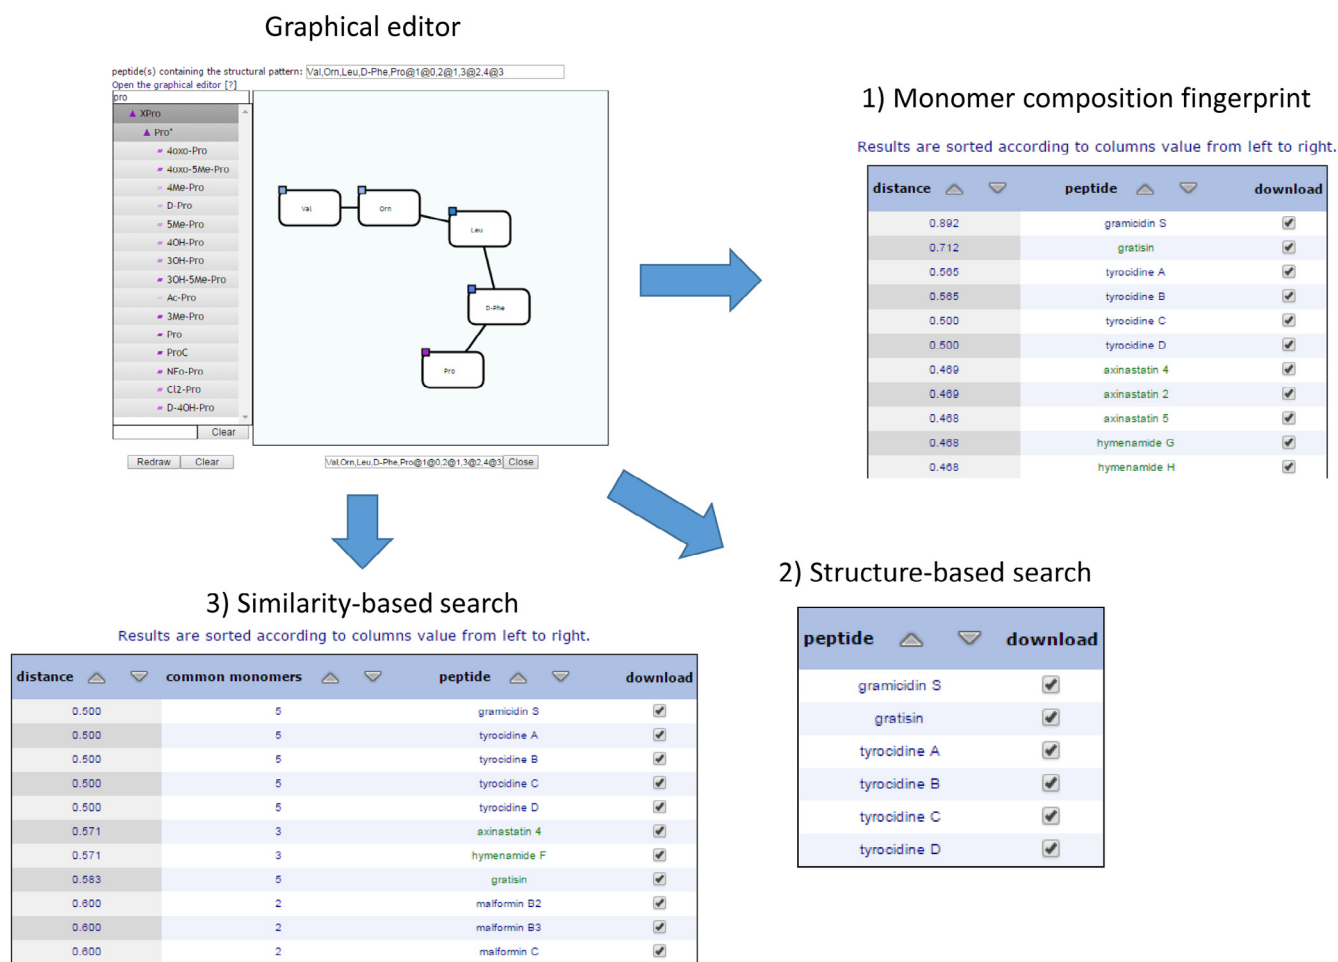 Graphical editor
peptide(s) containing the structural pattern: Val,Orn,Leu,D-Phe,Pro@1@0,2@1,3@2,4@3
Open the graphical editor [?]
pro
XPro
Pro*
4oxo-Pro
4oxo-5Me-Pro
4Me-Pro
D-Pro
5Me-Pro
4OH-Pro
3OH-Pro
3OH-5Me-Pro
Ac-Pro
3Me-Pro
Pro
ProC
NFo-Pro
Cl2-Pro
D-4OH-Pro
Clear
Redraw Clear
Val
Orn
Leu
D-Phe
Pro
Val,Orn,Leu,D-Phe,Pro@1@0,2@1,3@2,4@3 Close
1) Monomer composition fingerprint
Results are sorted according to columns value from left to right.
distance peptide download
0.892 gramicidin S
0.712 gratisin
0.565 tyrocidine A
0.565 tyrocidine B
0.500 tyrocidine C
0.500 tyrocidine D
0.469 axinastatin 4
0.469 axinastatin 2
0.468 axinastatin 5
0.468 hymenamide G
0.468 hymenamide H
2) Structure-based search
peptide download
gramicidin S
gratisin
tyrocidine A
tyrocidine B
tyrocidine C
tyrocidine D
3) Similarity-based search
Results are sorted according to columns value from left to right.
distance common monomers peptide download
0.500 5 gramicidin S
0.500 5 tyrocidine A
0.500 5 tyrocidine B
0.500 5 tyrocidine C
0.500 5 tyrocidine D
0.571 3 axinastatin 4
0.571 3 hymenamide F
0.583 5 gratisin
0.600 2 malformin B2
0.600 2 malformin B3
0.600 2 malformin C